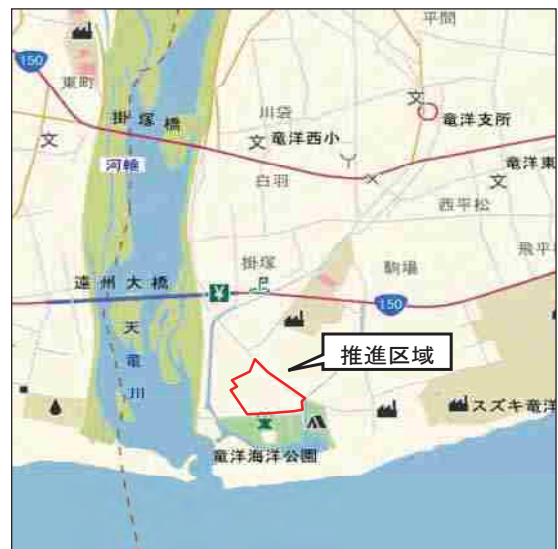 平間
150
東町
文
掛塚橋
川袋
文
竜洋支所
文
竜洋西小
河輪
白羽
竜洋東
文
西平松
飛平
掛塚
駒場
遠州大橋
¥
150
天竜川
推進区域
スズキ竜洋
竜洋海洋公園